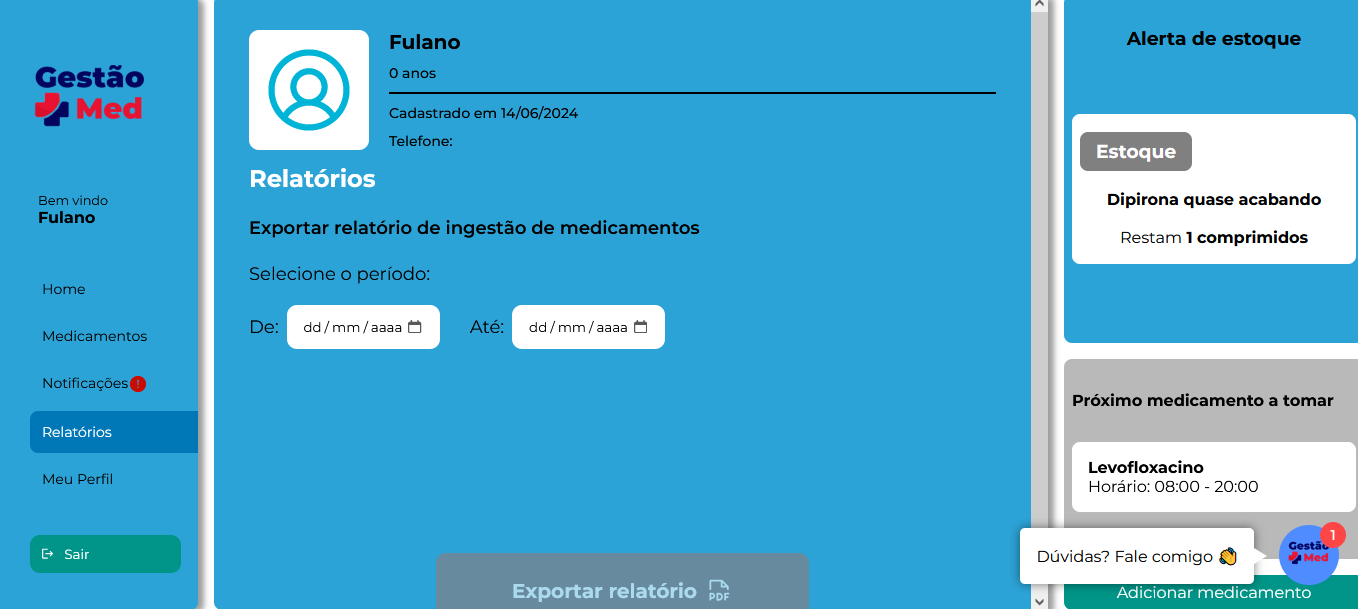 Gestão
Med
Bem vindo
Fulano
Home
Medicamentos
Notificações !
Relatórios
Meu Perfil
Sair
Fulano
0 anos
Cadastrado em 14/06/2024
Telefone:
Relatórios
Exportar relatório de ingestão de medicamentos
Selecione o período:
De: dd/mm/aaaa Até: dd/mm/aaaa
Exportar relatório PDF
Alerta de estoque
Estoque
Dipirona quase acabando
Restam 1 comprimidos
Próximo medicamento a tomar
Levofloxacino
Horário: 08:00 - 20:00
Dúvidas? Fale comigo 👏
1
Gestão
Med
Adicionar medicamento